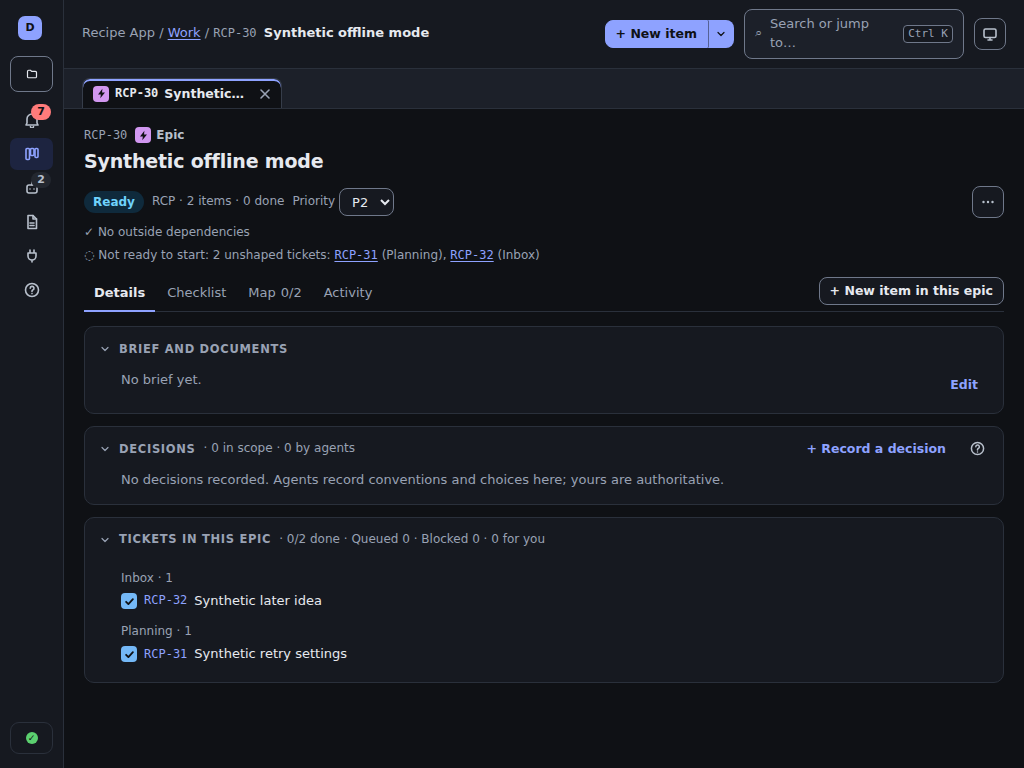 D
Recipe App / Work / RCP-30 Synthetic offline mode
+ New item
Search or jump to…
Ctrl K
7
2
RCP-30 Synthetic…
RCP-30 Epic
Synthetic offline mode
Ready RCP · 2 items · 0 done Priority P2
✓ No outside dependencies
Not ready to start: 2 unshaped tickets: RCP-31 (Planning), RCP-32 (Inbox)
Details Checklist Map 0/2 Activity
+ New item in this epic
BRIEF AND DOCUMENTS
No brief yet.
Edit
DECISIONS · 0 in scope · 0 by agents
+ Record a decision
No decisions recorded. Agents record conventions and choices here; yours are authoritative.
TICKETS IN THIS EPIC · 0/2 done · Queued 0 · Blocked 0 · 0 for you
Inbox · 1
RCP-32 Synthetic later idea
Planning · 1
RCP-31 Synthetic retry settings